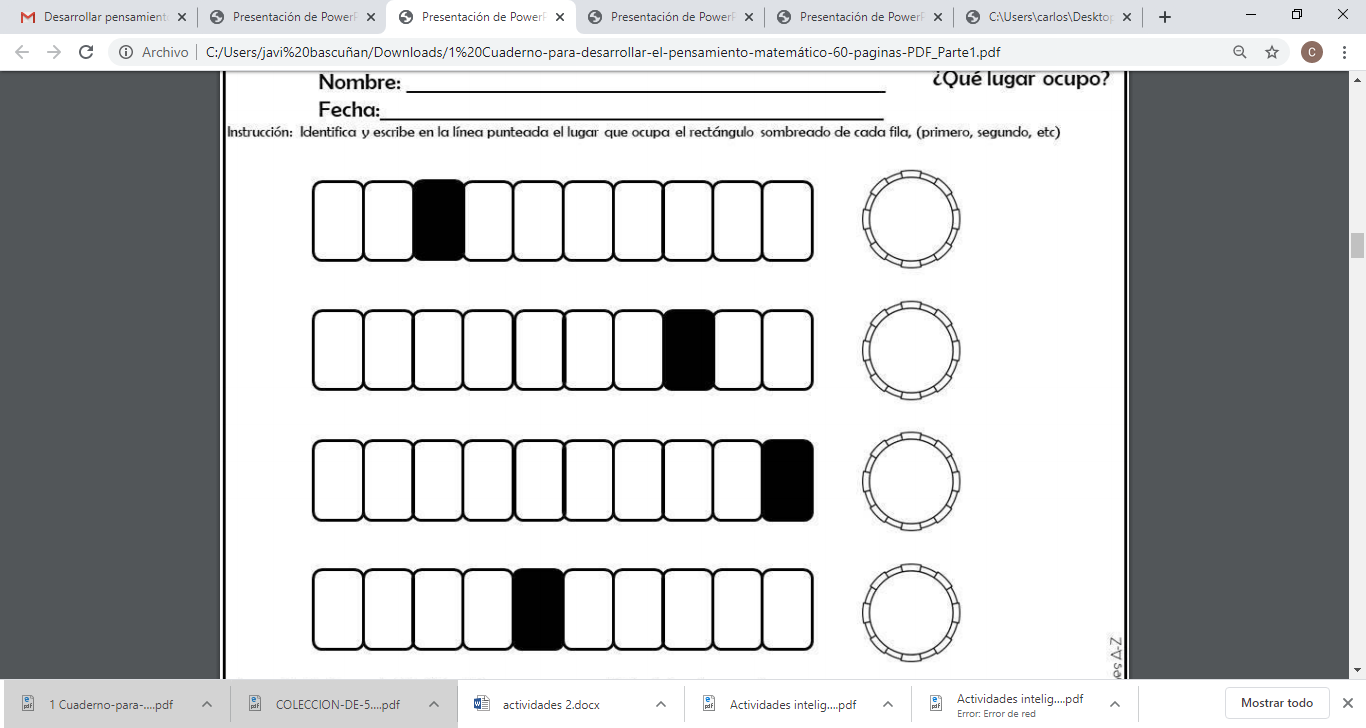 Desarrollar pensamient
Presentación de PowerP
Presentación de PowerP
Presentación de PowerP
Presentación de PowerP
C:\Users\carlos\Deskto
Archivo
C:/Users/javi%20bascuñan/Downloads/1%20Cuaderno-para-desarrollar-el-pensamiento-matemático-60-paginas-PDF_Parte1.pdf
C
Nombre:
¿Qué lugar ocupo?
Fecha:
Instrucción: Identifica y escribe en la línea punteada el lugar que ocupa el rectángulo sombreado de cada fila, (primero, segundo, etc)
1 Cuaderno-para-....pdf
COLECCION-DE-5....pdf
actividades 2.docx
Actividades intelig....pdf
Actividades intelig....pdf
Error: Error de red
Mostrar todo